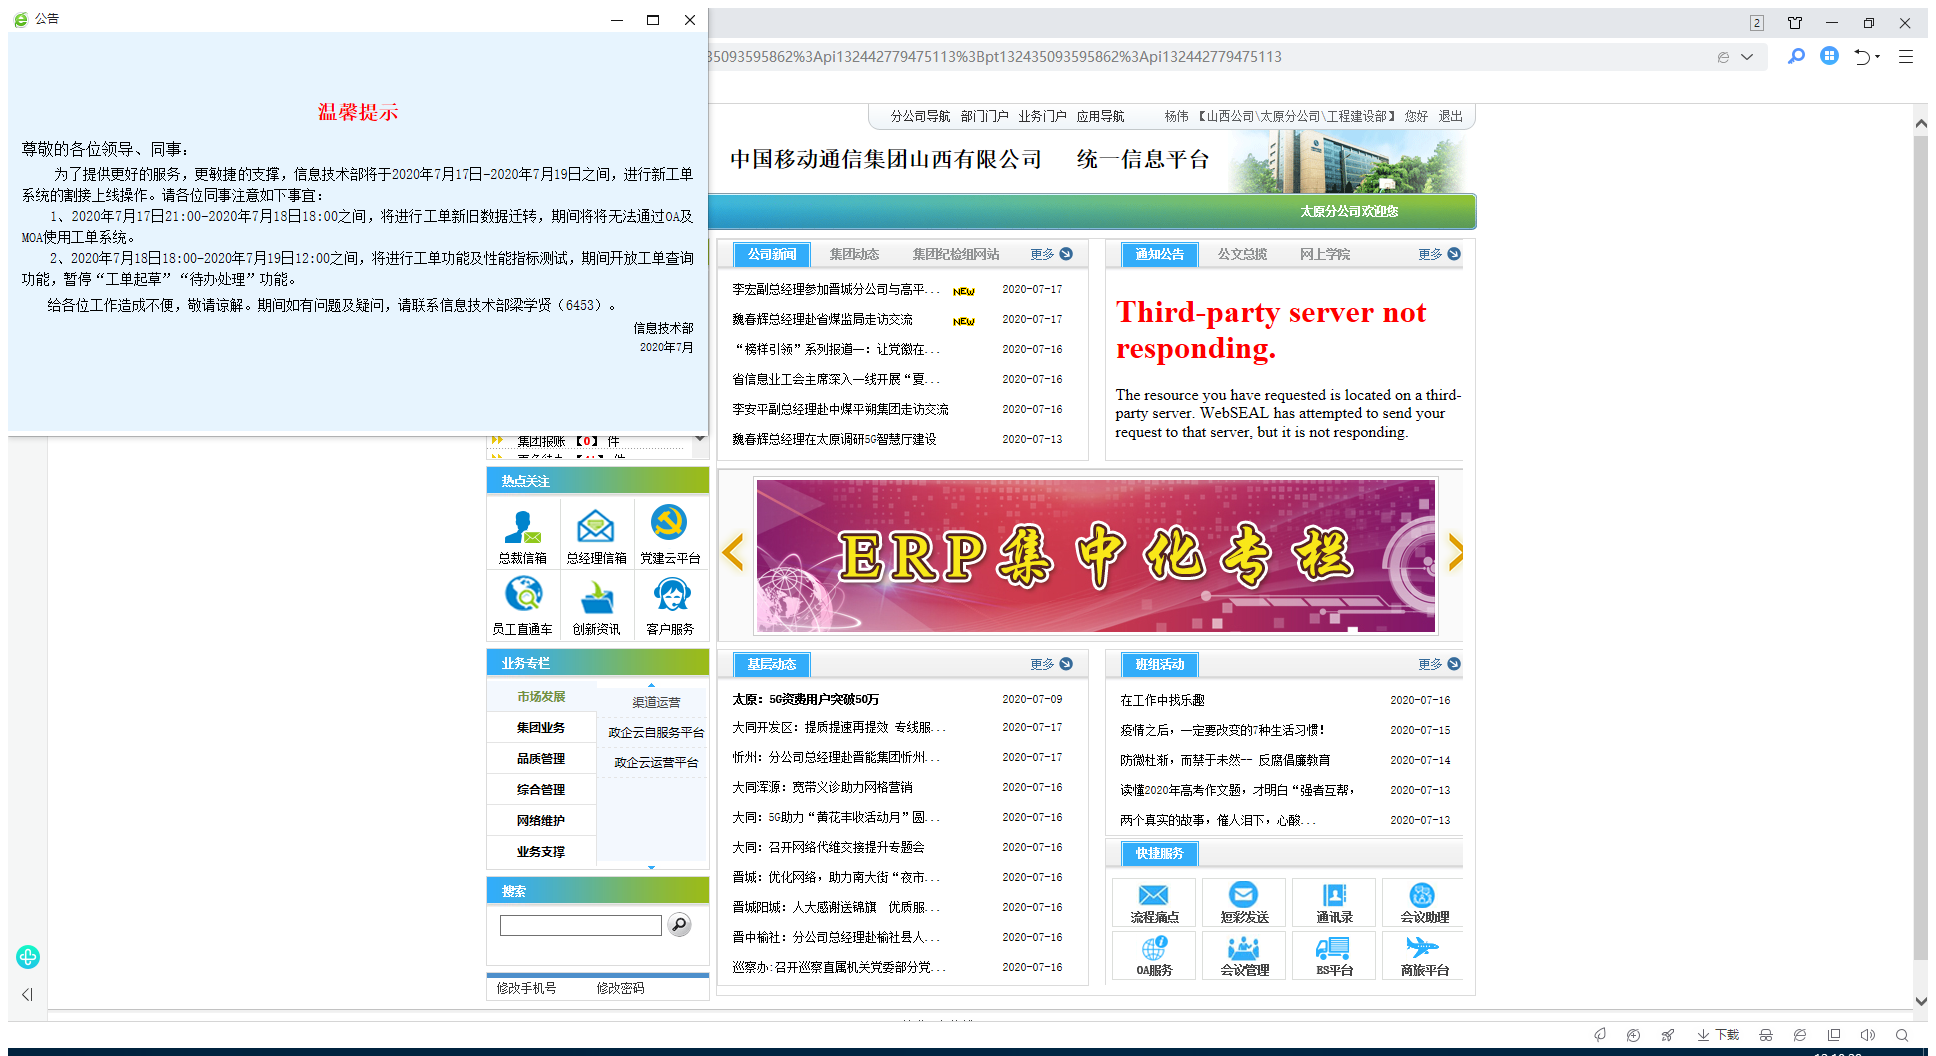 公告
2
35093595862%3Api132442779475113%3Bpt132435093595862%3Api132442779475113
温馨提示
尊敬的各位领导、同事：
为了提供更好的服务，更敏捷的支撑，信息技术部将于2020年7月17日-2020年7月19日之间，进行新工单
系统的割接上线操作。请各位同事注意如下事宜：
1、2020年7月17日21:00-2020年7月18日18:00之间，将进行工单新旧数据迁转，期间将将无法通过OA及
MOA使用工单系统。
2、2020年7月18日18:00-2020年7月19日12:00之间，将进行工单功能及性能指标测试，期间开放工单查询
功能，暂停“工单起草”“待办处理”功能。
给各位工作造成不便，敬请谅解。期间如有问题及疑问，请联系信息技术部梁学贤（6453）。
信息技术部
2020年7月
分公司导航 部门门户 业务门户 应用导航 杨伟 【山西公司\太原分公司\工程建设部】 您好 退出
中国移动通信集团山西有限公司 统一信息平台
太原分公司欢迎您
公司新闻 集团动态 集团纪检组网站 更多
李宏副总经理参加晋城分公司与高平... NEW 2020-07-17
魏春辉总经理赴省煤监局走访交流 NEW 2020-07-17
“榜样引领”系列报道一：让党徽在... 2020-07-16
省信息业工会主席深入一线开展“夏... 2020-07-16
李安平副总经理赴中煤平朔集团走访交流 2020-07-16
魏春辉总经理在太原调研5G智慧厅建设 2020-07-13
通知公告 公文总揽 网上学院 更多
Third-party server not
responding.
The resource you have requested is located on a third-
party server. WebSEAL has attempted to send your
request to that server, but it is not responding.
集团报账 【0】 件
热点关注
总裁信箱 总经理信箱 党建云平台
员工直通车 创新资讯 客户服务
ERP集中化专栏
业务专栏
市场发展
集团业务
品质管理
综合管理
网络维护
业务支撑
渠道运营
政企云自服务平台
政企云运营平台
搜索
修改手机号 修改密码
基层动态 更多
太原：5G资费用户突破50万 2020-07-09
大同开发区：提质提速再提效 专线服... 2020-07-17
忻州：分公司总经理赴晋能集团忻州... 2020-07-17
大同浑源：宽带义诊助力网格营销 2020-07-16
大同：5G助力“黄花丰收活动月”圆... 2020-07-16
大同：召开网络代维交接提升专题会 2020-07-16
晋城：优化网络，助力南大街“夜市... 2020-07-16
晋城阳城：人大感谢送锦旗 优质服... 2020-07-16
晋中榆社：分公司总经理赴榆社县人... 2020-07-16
巡察办:召开巡察直属机关党委部分党... 2020-07-16
班组活动 更多
在工作中找乐趣 2020-07-16
疫情之后，一定要改变的7种生活习惯！ 2020-07-15
防微杜渐，而禁于未然-- 反腐倡廉教育 2020-07-14
读懂2020年高考作文题，才明白“强者互帮， 2020-07-13
两个真实的故事，催人泪下，心酸... 2020-07-13
快捷服务
流程痛点 短彩发送 通讯录 会议助理
OA服务 会议管理 BS平台 商旅平台
下载